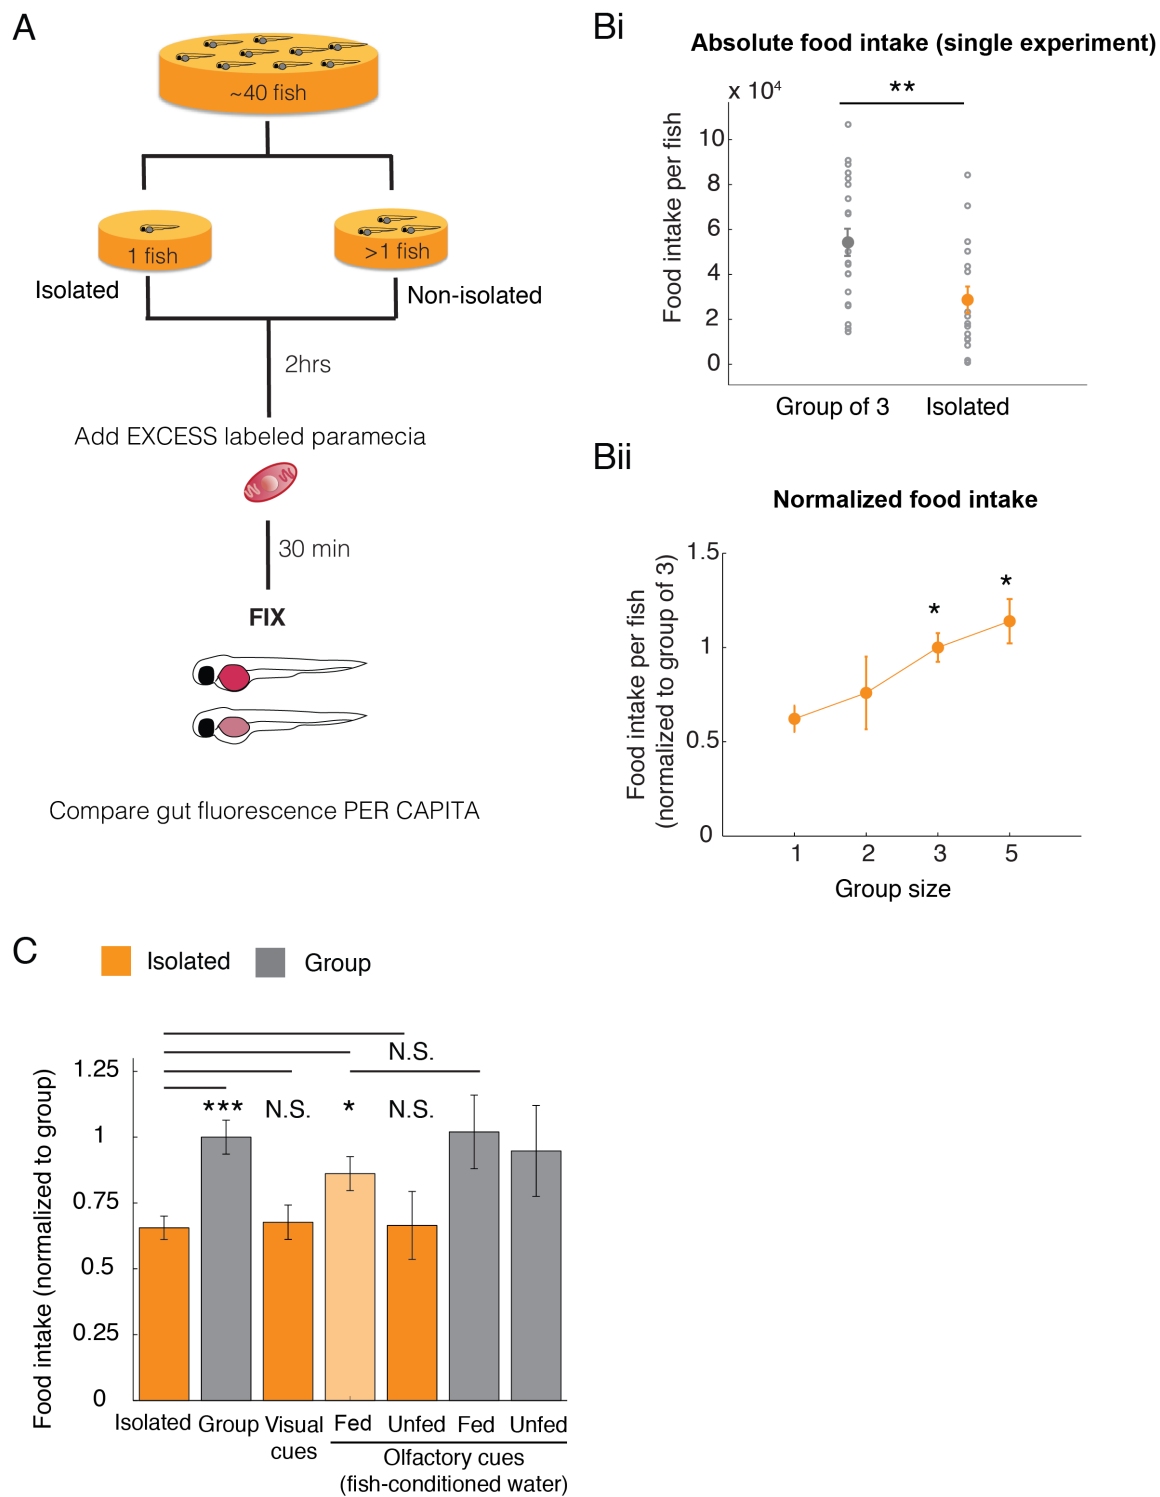 A
~40 fish
1 fish
>1 fish
Isolated
Non-isolated
2hrs
Add EXCESS labeled paramecia
30 min
FIX
Compare gut fluorescence PER CAPITA
Bi
Absolute food intake (single experiment)
x 10⁴
**
Food intake per fish
10
8
6
4
2
0
Group of 3
Isolated
Bii
Normalized food intake
Food intake per fish
(normalized to group of 3)
1.5
1
0.5
0
*
*
1
2
3
5
Group size
C
Isolated
Group
Food intake (normalized to group)
1.25
1
0.75
0.5
0.25
0
N.S.
***
N.S.
*
N.S.
Isolated
Group
Visual
cues
Fed
Unfed
Fed
Unfed
Olfactory cues
(fish-conditioned water)